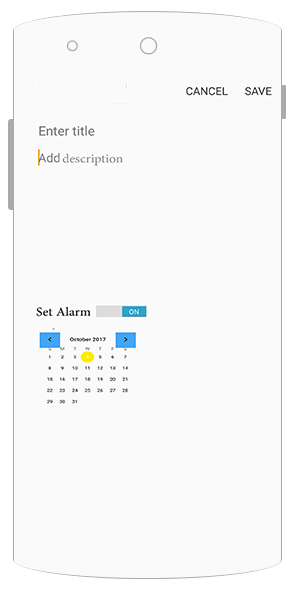 CANCEL SAVE
Enter title
Add description
Set Alarm ON
< October 2017 >
S M T W T F S
1 2 3 4 5 6 7
8 9 10 11 12 13 14
15 16 17 18 19 20 21
22 23 24 25 26 27 28
29 30 31